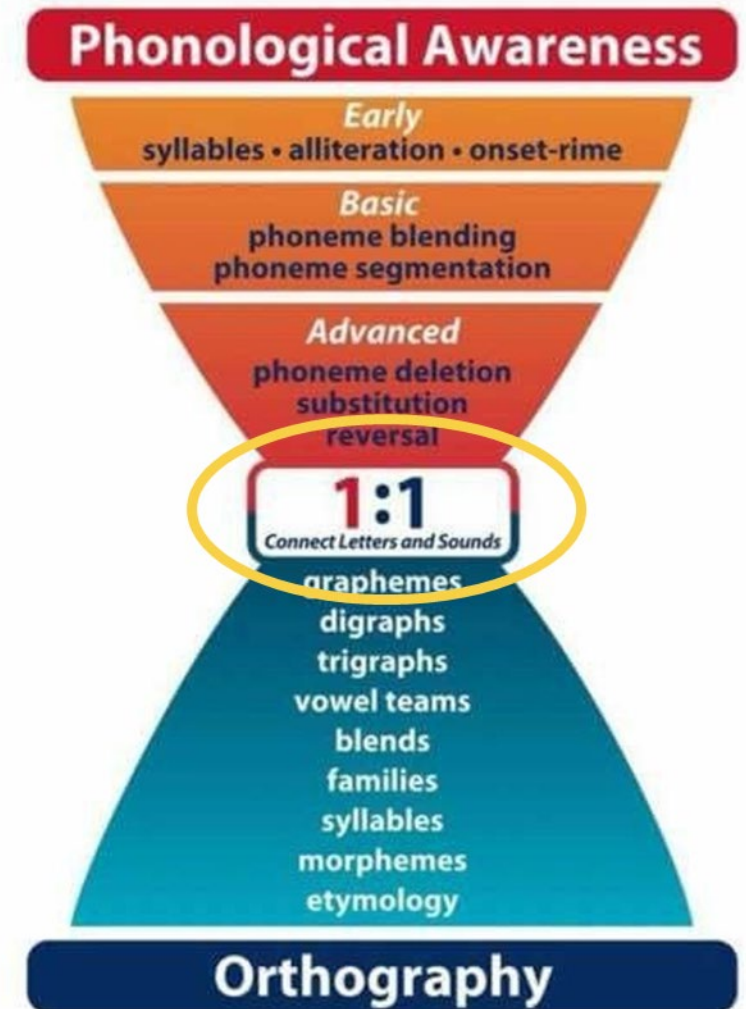 Phonological Awareness
Early
syllables • alliteration • onset-rime
Basic
phoneme blending
phoneme segmentation
Advanced
phoneme deletion
substitution
reversal
1:1
Connect Letters and Sounds
graphemes
digraphs
trigraphs
vowel teams
blends
families
syllables
morphemes
etymology
Orthography